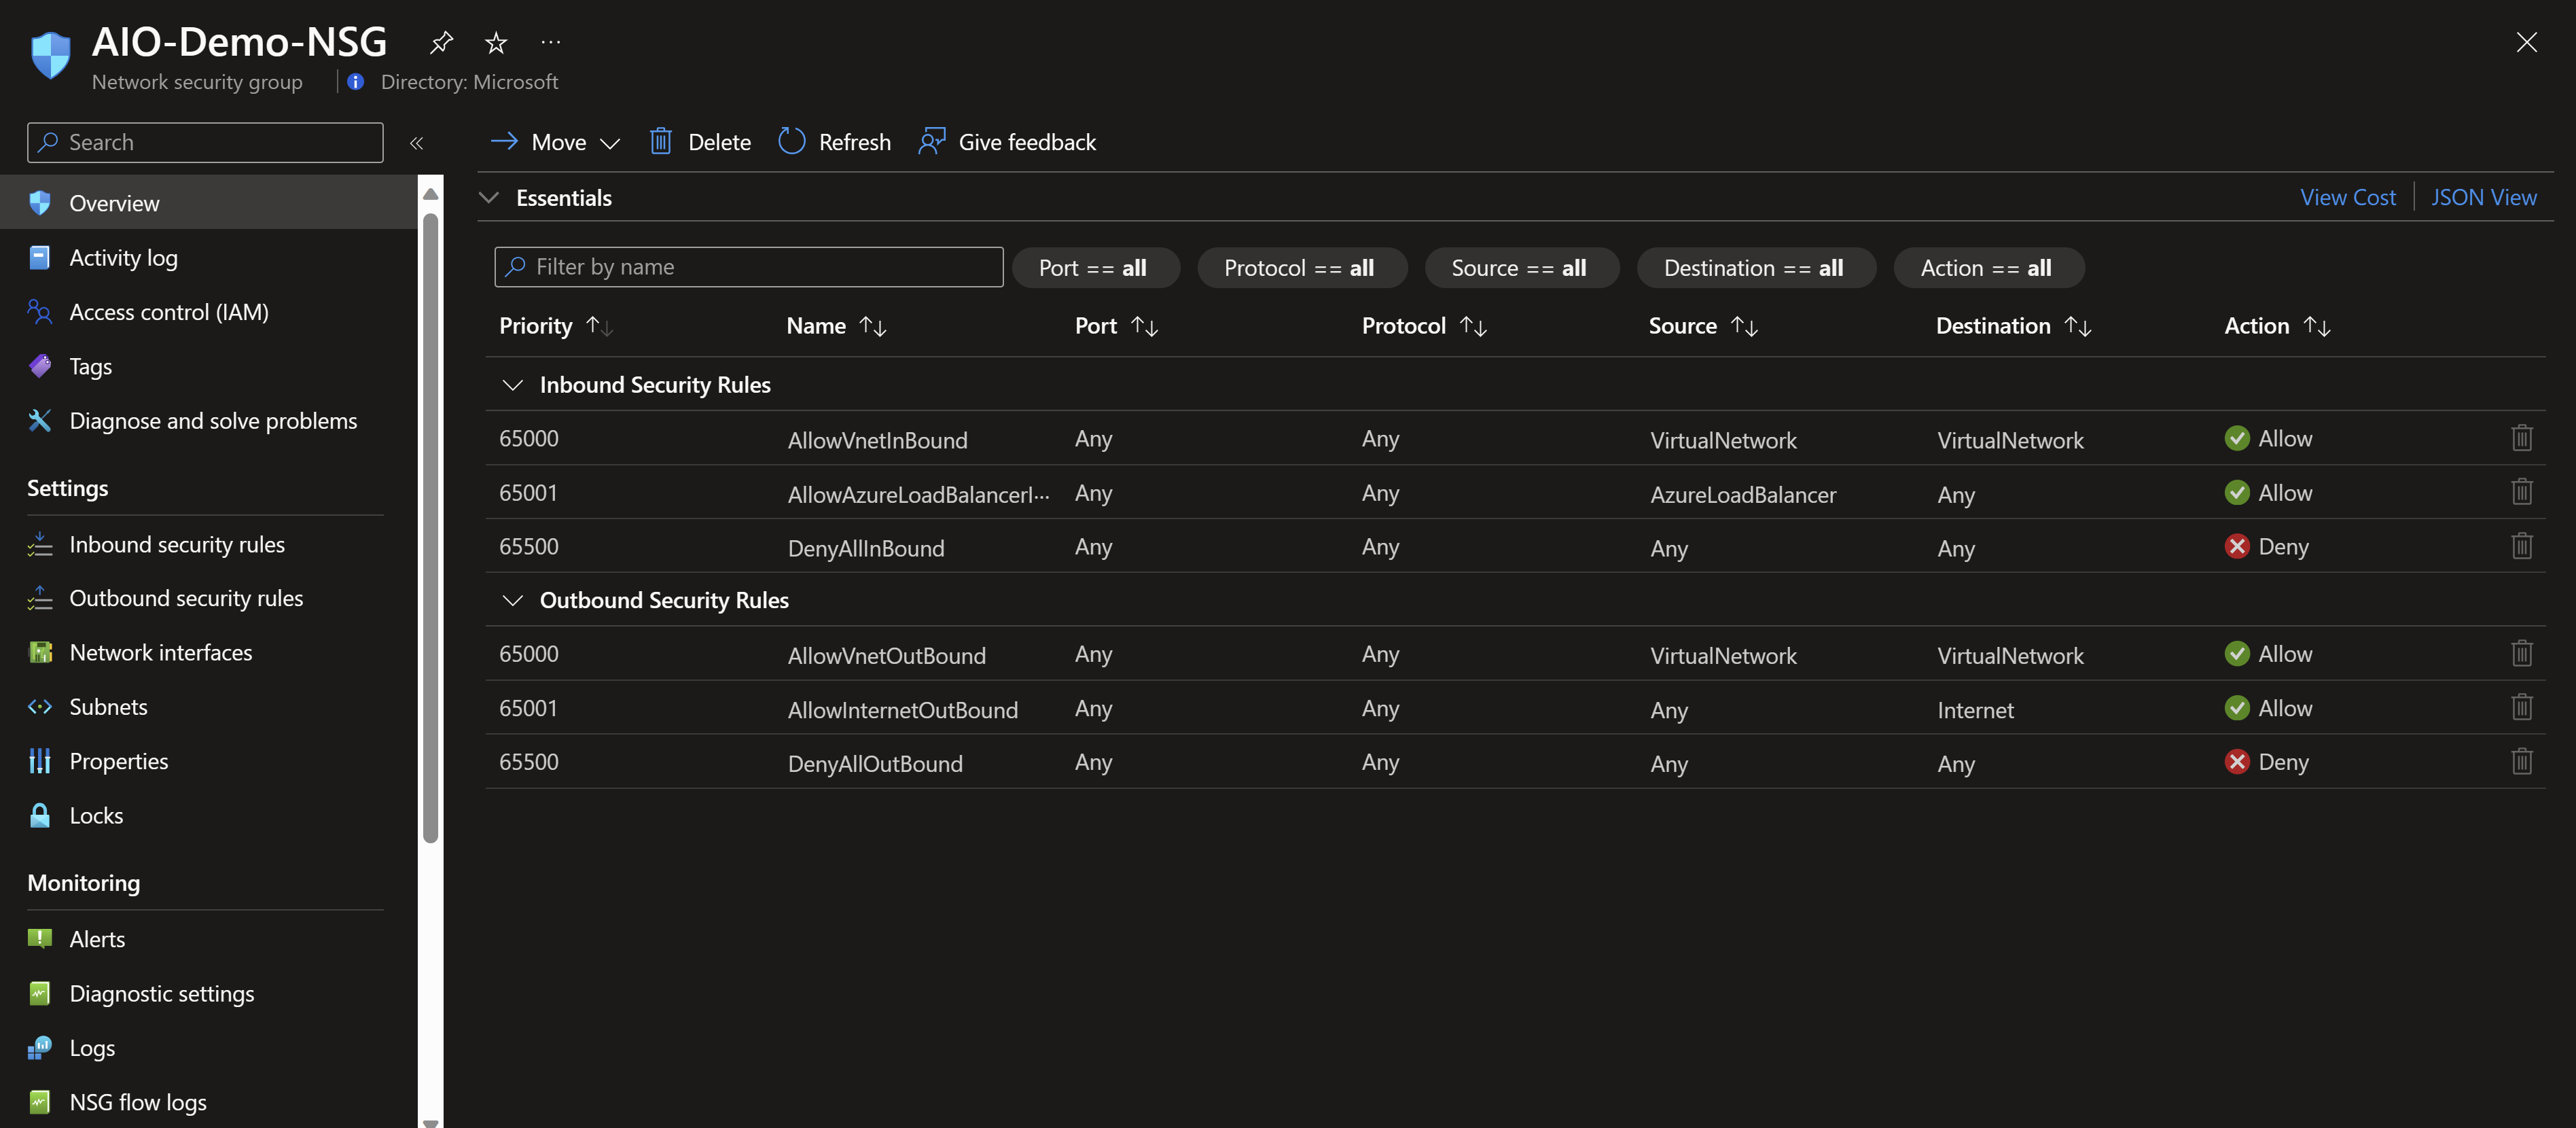 AIO-Demo-NSG
Network security group
Directory: Microsoft
Search
Overview
Activity log
Access control (IAM)
Tags
Diagnose and solve problems
Settings
Inbound security rules
Outbound security rules
Network interfaces
Subnets
Properties
Locks
Monitoring
Alerts
Diagnostic settings
Logs
NSG flow logs
Move Delete Refresh Give feedback
Essentials View Cost JSON View
Filter by name Port == all Protocol == all Source == all Destination == all Action == all
Priority Name Port Protocol Source Destination Action
Inbound Security Rules
65000 AllowVnetInBound Any Any VirtualNetwork VirtualNetwork Allow
65001 AllowAzureLoadBalancerI... Any Any AzureLoadBalancer Any Allow
65500 DenyAllInBound Any Any Any Any Deny
Outbound Security Rules
65000 AllowVnetOutBound Any Any VirtualNetwork VirtualNetwork Allow
65001 AllowInternetOutBound Any Any Any Internet Allow
65500 DenyAllOutBound Any Any Any Any Deny